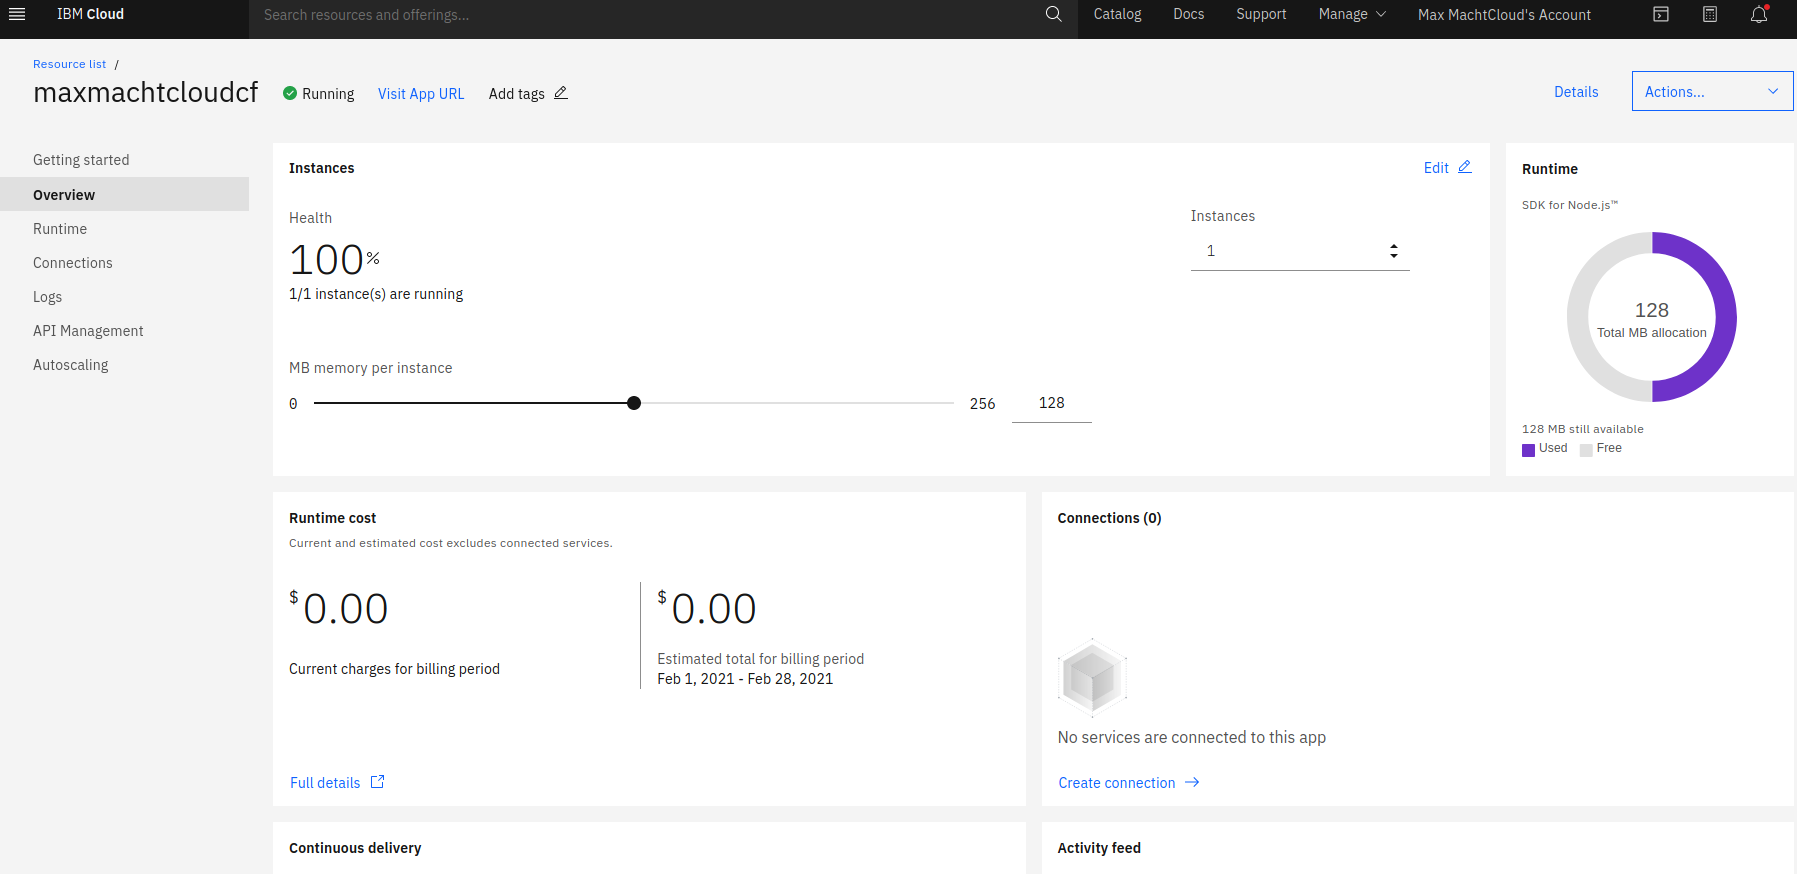 IBM Cloud
Search resources and offerings...
Catalog
Docs
Support
Manage
Max MachtCloud's Account
Resource list /
maxmachtcloudcf
Running
Visit App URL
Add tags
Details
Actions...
Getting started
Overview
Runtime
Connections
Logs
API Management
Autoscaling
Instances
Edit
Health
100%
1/1 instance(s) are running
Instances
1
MB memory per instance
0
256
128
Runtime
SDK for Node.js™
128
Total MB allocation
128 MB still available
Used
Free
Runtime cost
Current and estimated cost excludes connected services.
$0.00
Current charges for billing period
$0.00
Estimated total for billing period
Feb 1, 2021 - Feb 28, 2021
Full details
Connections (0)
No services are connected to this app
Create connection
Continuous delivery
Activity feed